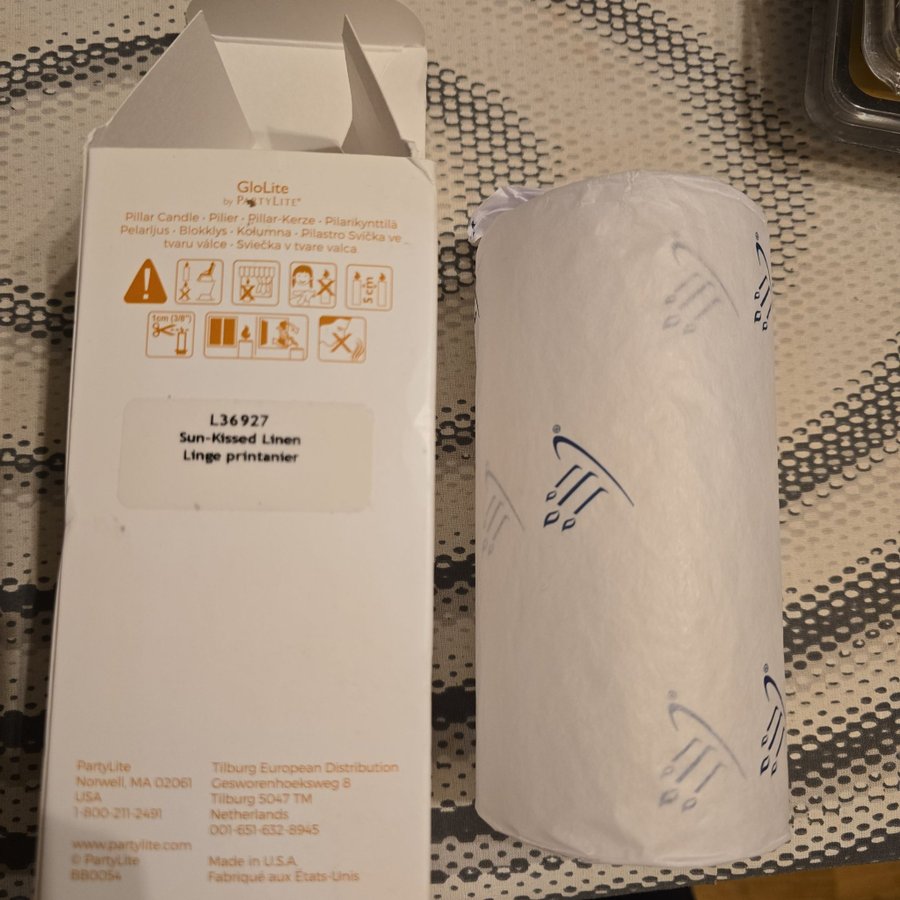 GloLite
by PARTYLITE®
Pillar Candle • Pilier • Pillar-Kerze • Pilarikynttilä
Pelarljus • Blokklys • Kolumna • Pilastro Svíčka ve
tvaru válce • Sviečka v tvare valca.
5 cm
1cm (3/8")
L36927
Sun-Kissed Linen
Linge printanier
PartyLite
Norwell, MA 02061
USA
1-800-211-2491
www.partylite.com
© PartyLite
BB0054
Tilburg European Distribution
Gesworenhoeksweg 8
Tilburg 5047 TM
Netherlands
001-651-632-8945
Made in U.S.A.
Fabriqué aux Etats-Unis